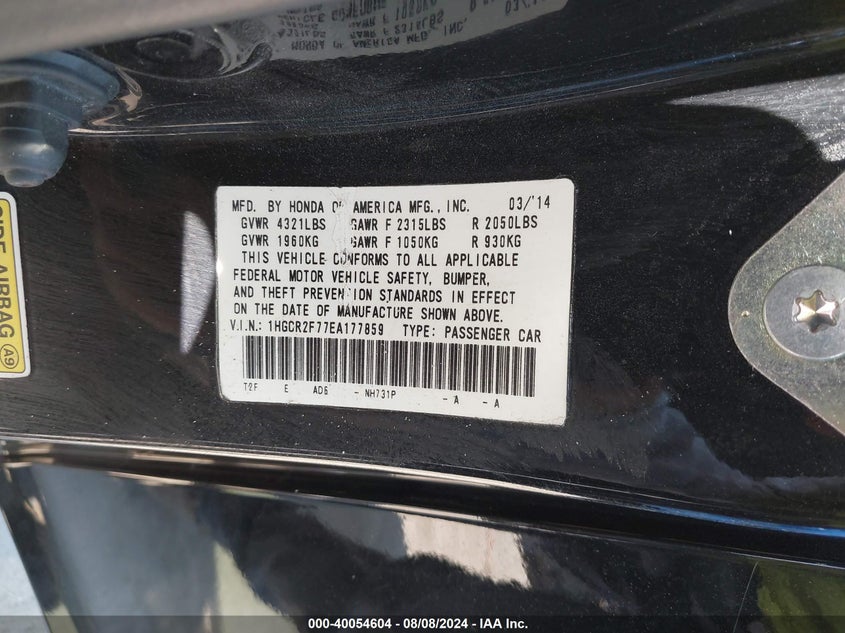 MFD. BY HONDA OF AMERICA MFG., INC. 03/'14
GVWR 4321LBS GAWR F 2315LBS R 2050LBS
GVWR 1960KG GAWR F 1050KG R 930KG
THIS VEHICLE CONFORMS TO ALL APPLICABLE
FEDERAL MOTOR VEHICLE SAFETY, BUMPER,
AND THEFT PREVENTION STANDARDS IN EFFECT
ON THE DATE OF MANUFACTURE SHOWN ABOVE.
V.I.N.: 1HGCR2F77EA177859 TYPE: PASSENGER CAR
T2F E AD6 - NH731P - A - A
SIDE AIRBAG A9
000-40054604 - 08/08/2024 - IAA Inc.